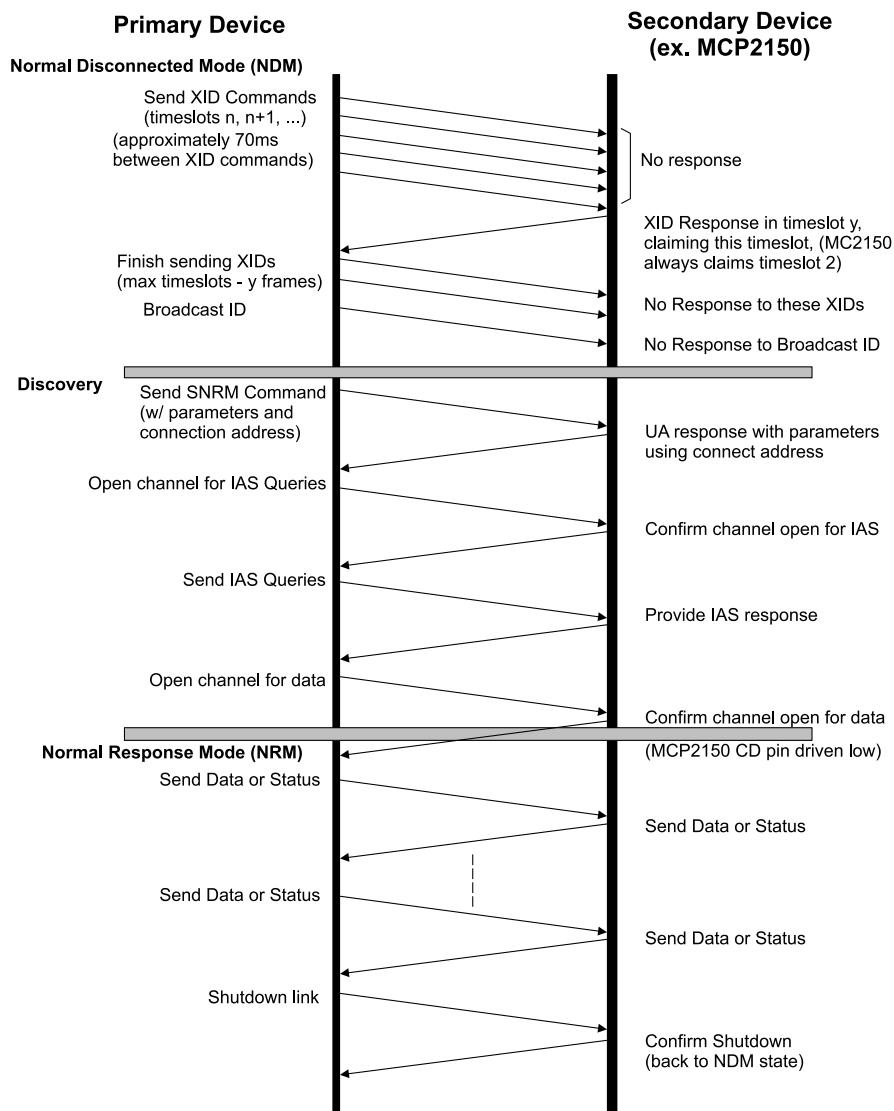 Primary Device
Secondary Device
(ex. MCP2150)
Normal Disconnected Mode (NDM)
Send XID Commands
(timeslots n, n+1, ...)
(approximately 70ms
between XID commands)
No response
XID Response in timeslot y,
claiming this timeslot, (MC2150
always claims timeslot 2)
Finish sending XIDs
(max timeslots - y frames)
No Response to these XIDs
Broadcast ID
No Response to Broadcast ID
Discovery
Send SNRM Command
(w/ parameters and
connection address)
UA response with parameters
using connect address
Open channel for IAS Queries
Confirm channel open for IAS
Send IAS Queries
Provide IAS response
Open channel for data
Confirm channel open for data
(MCP2150 CD pin driven low)
Normal Response Mode (NRM)
Send Data or Status
Send Data or Status
Send Data or Status
Send Data or Status
Shutdown link
Confirm Shutdown
(back to NDM state)